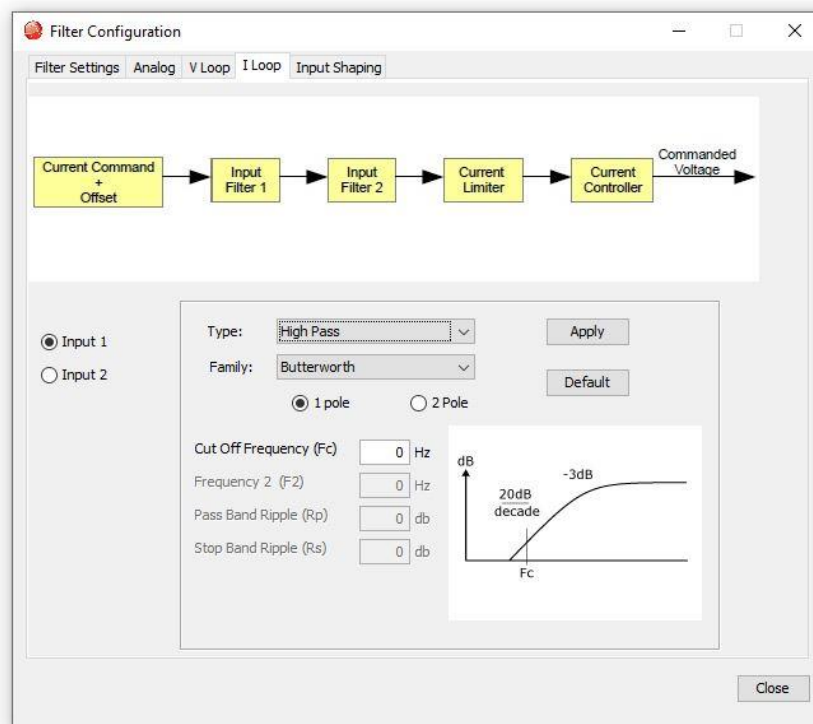 Filter Configuration
Filter Settings Analog V Loop I Loop Input Shaping
Current Command
+
Offset
Input
Filter 1
Input
Filter 2
Current
Limiter
Current
Controller
Commanded
Voltage
Input 1
Input 2
Type: High Pass Apply
Family: Butterworth
Default
1 pole 2 Pole
Cut Off Frequency (Fc) 0 Hz
Frequency 2 (F2) 0 Hz
Pass Band Ripple (Rp) 0 db
Stop Band Ripple (Rs) 0 db
dB
-3dB
20dB
decade
Fc
Close